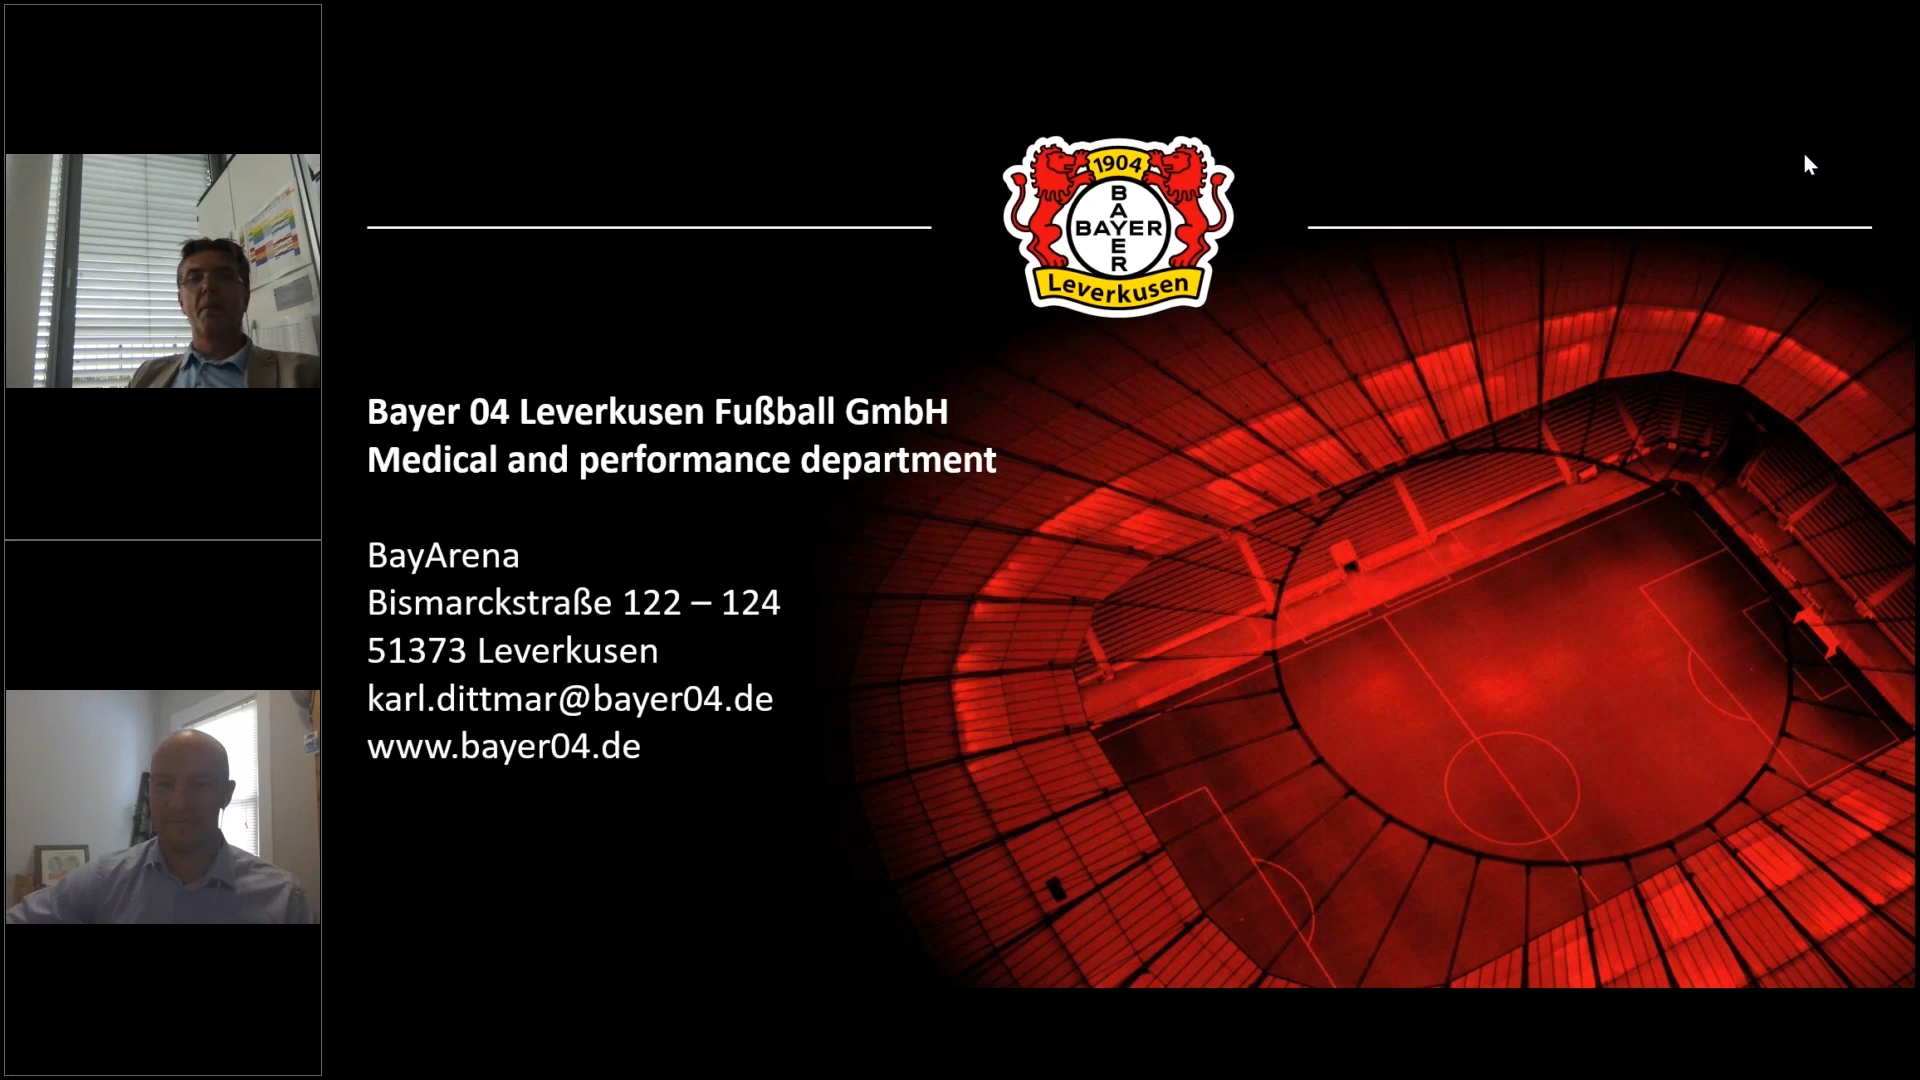 1904
BAYER
BAYER
Leverkusen
Bayer 04 Leverkusen Fußball GmbH
Medical and performance department
BayArena
Bismarckstraße 122 – 124
51373 Leverkusen
karl.dittmar@bayer04.de
www.bayer04.de